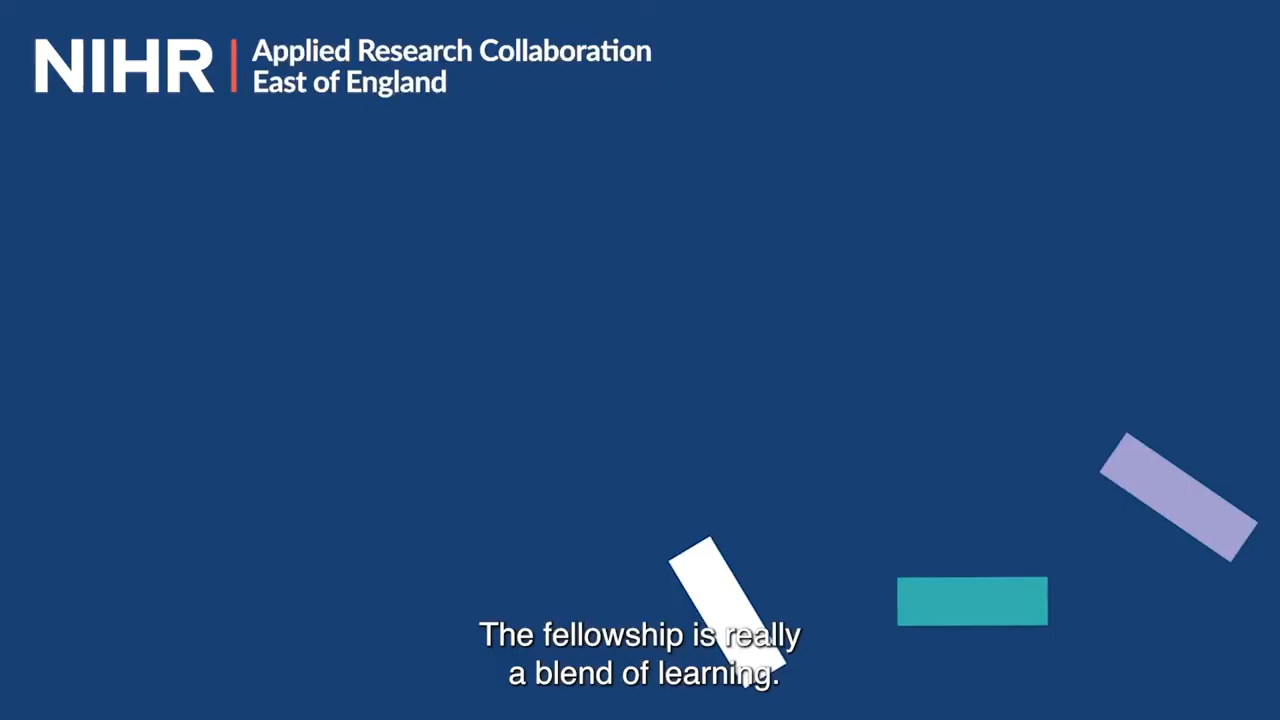 NIHR | Applied Research Collaboration
East of England
The fellowship is really
a blend of learning.